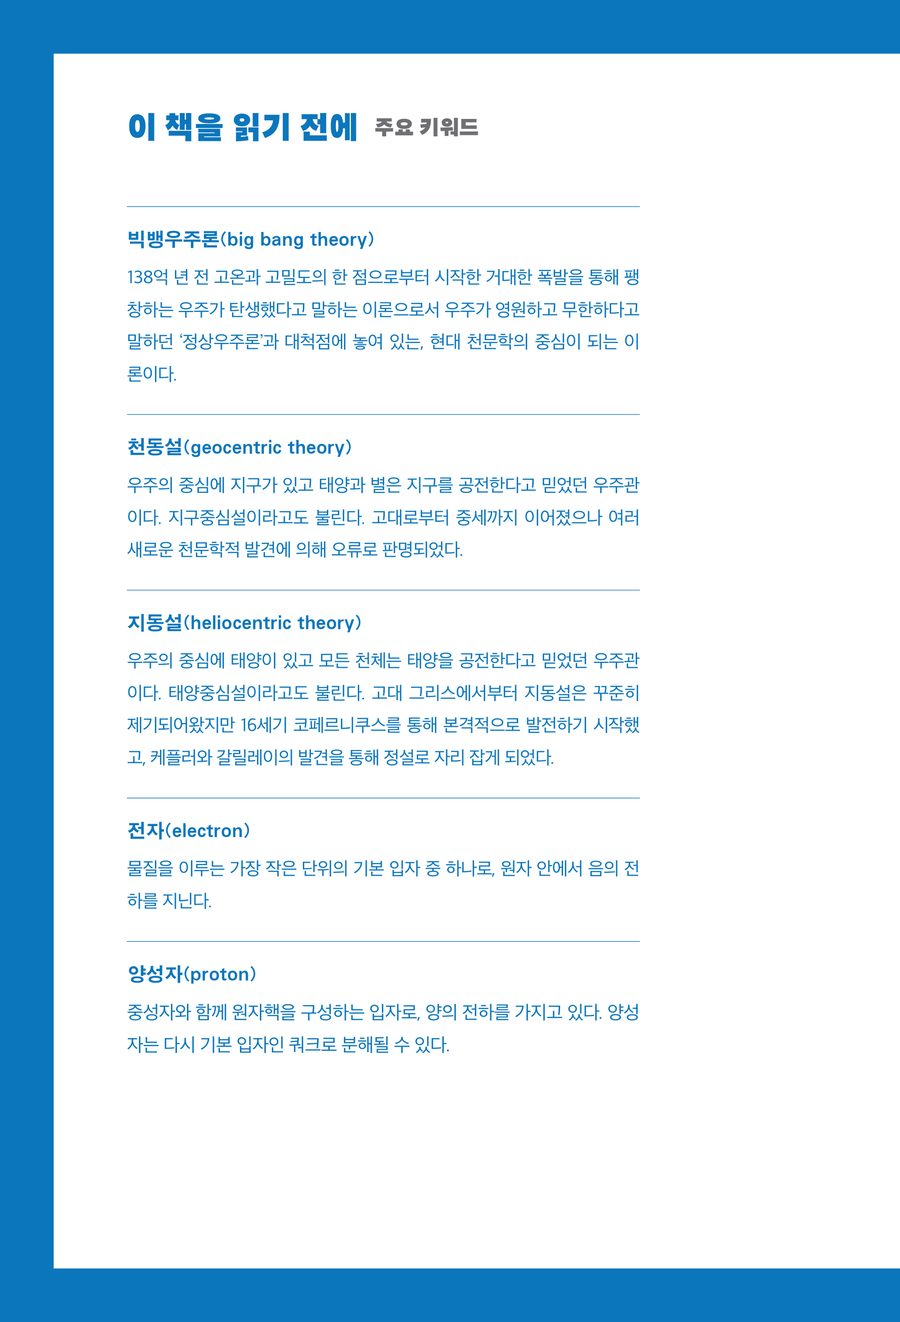 이 책을 읽기 전에 주요 키워드
빅뱅우주론(big bang theory)
138억 년 전 고온과 고밀도의 한 점으로부터 시작한 거대한 폭발을 통해 팽
창하는 우주가 탄생했다고 말하는 이론으로서 우주가 영원하고 무한하다고
말하던 ‘정상우주론’과 대척점에 놓여 있는, 현대 천문학의 중심이 되는 이
론이다.
천동설(geocentric theory)
우주의 중심에 지구가 있고 태양과 별은 지구를 공전한다고 믿었던 우주관
이다. 지구중심설이라고도 불린다. 고대로부터 중세까지 이어졌으나 여러
새로운 천문학적 발견에 의해 오류로 판명되었다.
지동설(heliocentric theory)
우주의 중심에 태양이 있고 모든 천체는 태양을 공전한다고 믿었던 우주관
이다. 태양중심설이라고도 불린다. 고대 그리스에서부터 지동설은 꾸준히
제기되어왔지만 16세기 코페르니쿠스를 통해 본격적으로 발전하기 시작했
고, 케플러와 갈릴레이의 발견을 통해 정설로 자리 잡게 되었다.
전자(electron)
물질을 이루는 가장 작은 단위의 기본 입자 중 하나로, 원자 안에서 음의 전
하를 지닌다.
양성자(proton)
중성자와 함께 원자핵을 구성하는 입자로, 양의 전하를 가지고 있다. 양성
자는 다시 기본 입자인 쿼크로 분해될 수 있다.